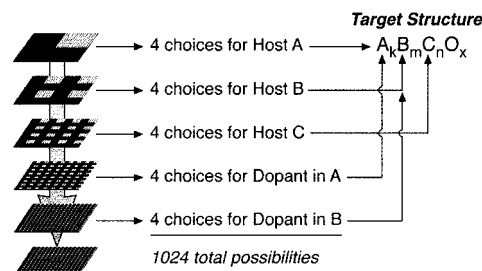 Target Structure
4 choices for Host A
AkBmCnOx
4 choices for Host B
4 choices for Host C
4 choices for Dopant in A
4 choices for Dopant in B
1024 total possibilities